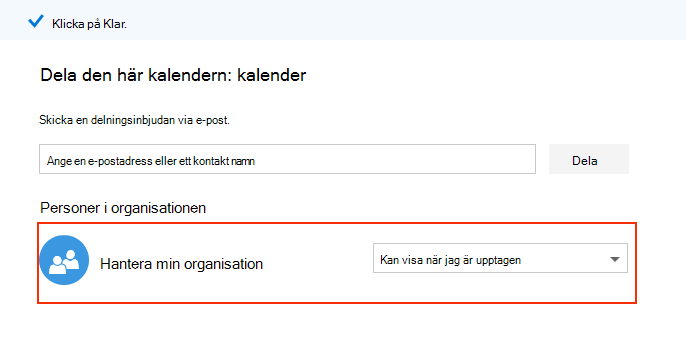 Klicka på Klar.
Dela den här kalendern: kalender
Skicka en delningsinbjudan via e-post.
Ange en e-postadress eller ett kontakt namn
Dela
Personer i organisationen
Hantera min organisation
Kan visa när jag är upptagen